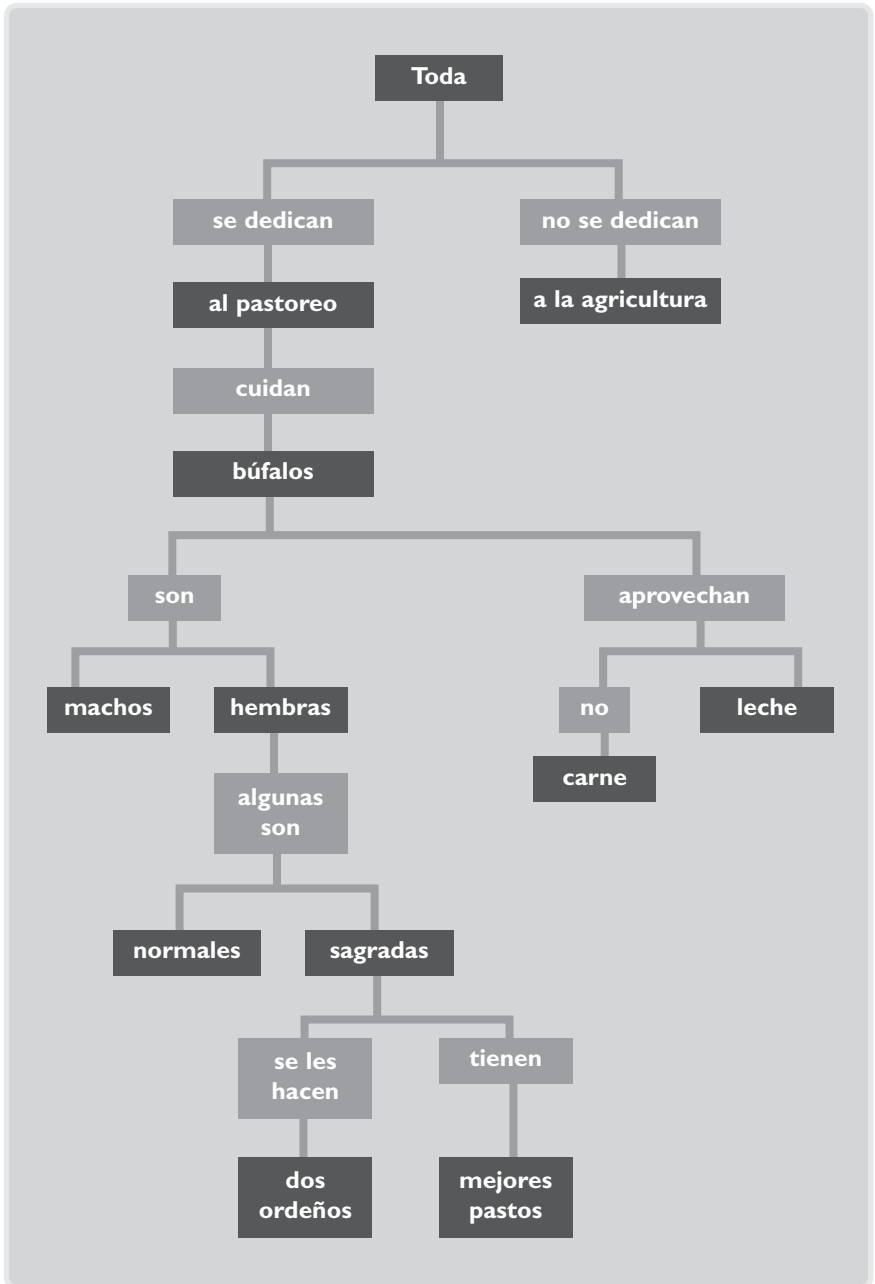 Toda
se dedican
no se dedican
al pastoreo
a la agricultura
cuidan
búfalos
son
aprovechan
machos
hembras
no
leche
carne
algunas
son
normales
sagradas
se les
hacen
tienen
dos
ordeños
mejores
pastos